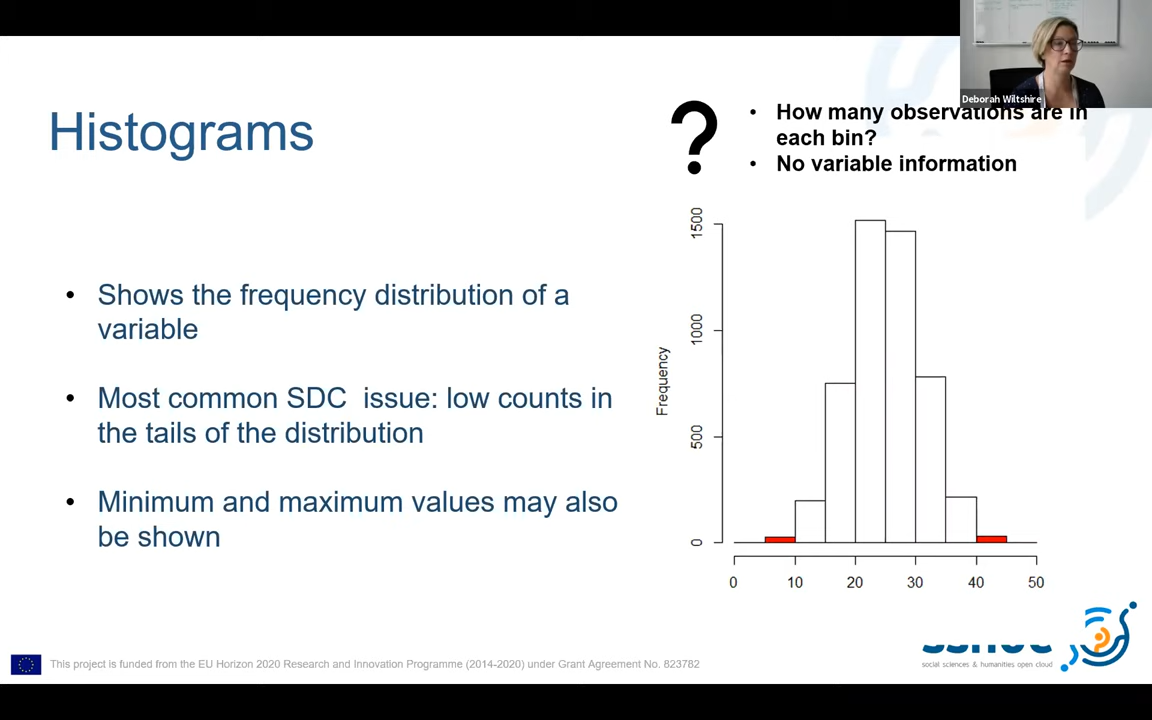 Deborah Wiltshire
Histograms
?
• How many observations are in
each bin?
• No variable information
• Shows the frequency distribution of a
variable
• Most common SDC issue: low counts in
the tails of the distribution
• Minimum and maximum values may also
be shown
Frequency
1500
1000
500
0
0 10 20 30 40 50
This project is funded from the EU Horizon 2020 Research and Innovation Programme (2014-2020) under Grant Agreement No. 823782
social sciences & humanities open cloud